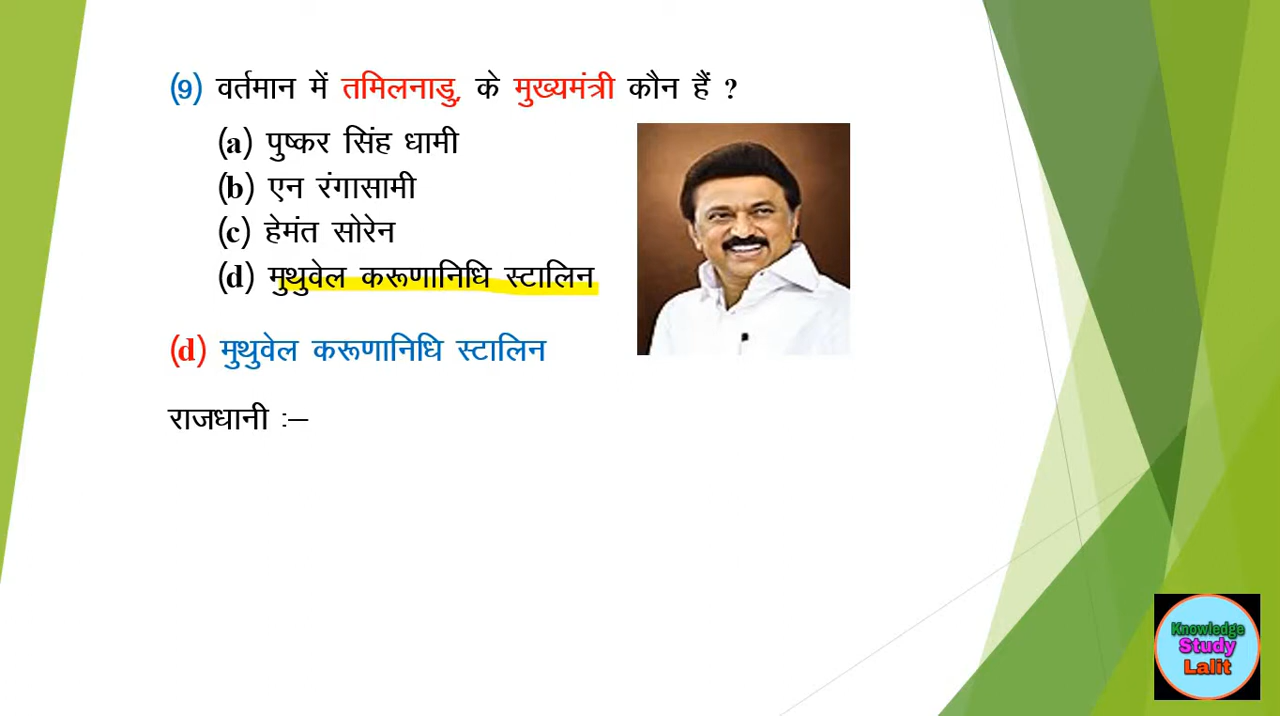 (9) वर्तमान में तमिलनाडु, के मुख्यमंत्री कौन हैं ?
(a) पुष्कर सिंह धामी
(b) एन रंगासामी
(c) हेमंत सोरेन
(d) मुथुवेल करूणानिधि स्टालिन
(d) मुथुवेल करूणानिधि स्टालिन
राजधानी :–
Knowledge
Study
Lalit